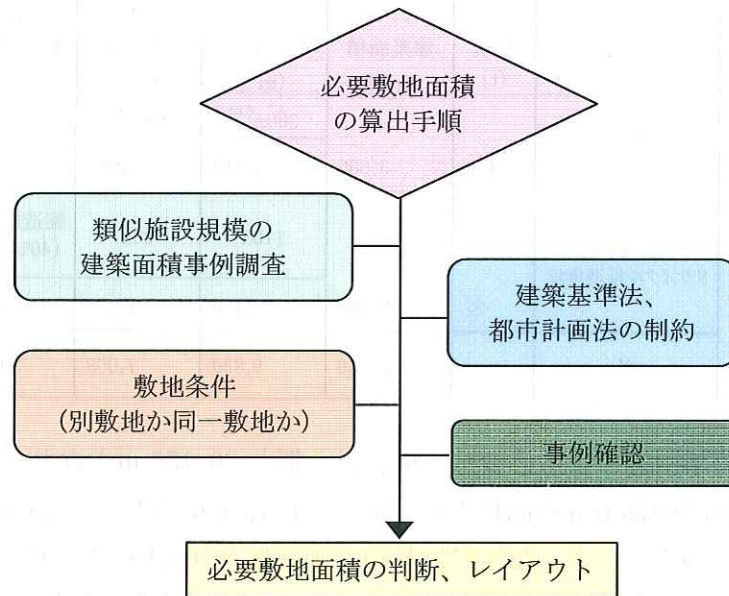 必要敷地面積
の算出手順
類似施設規模の
建築面積事例調査
建築基準法、
都市計画法の制約
敷地条件
(別敷地か同一敷地か)
事例確認
必要敷地面積の判断、レイアウト